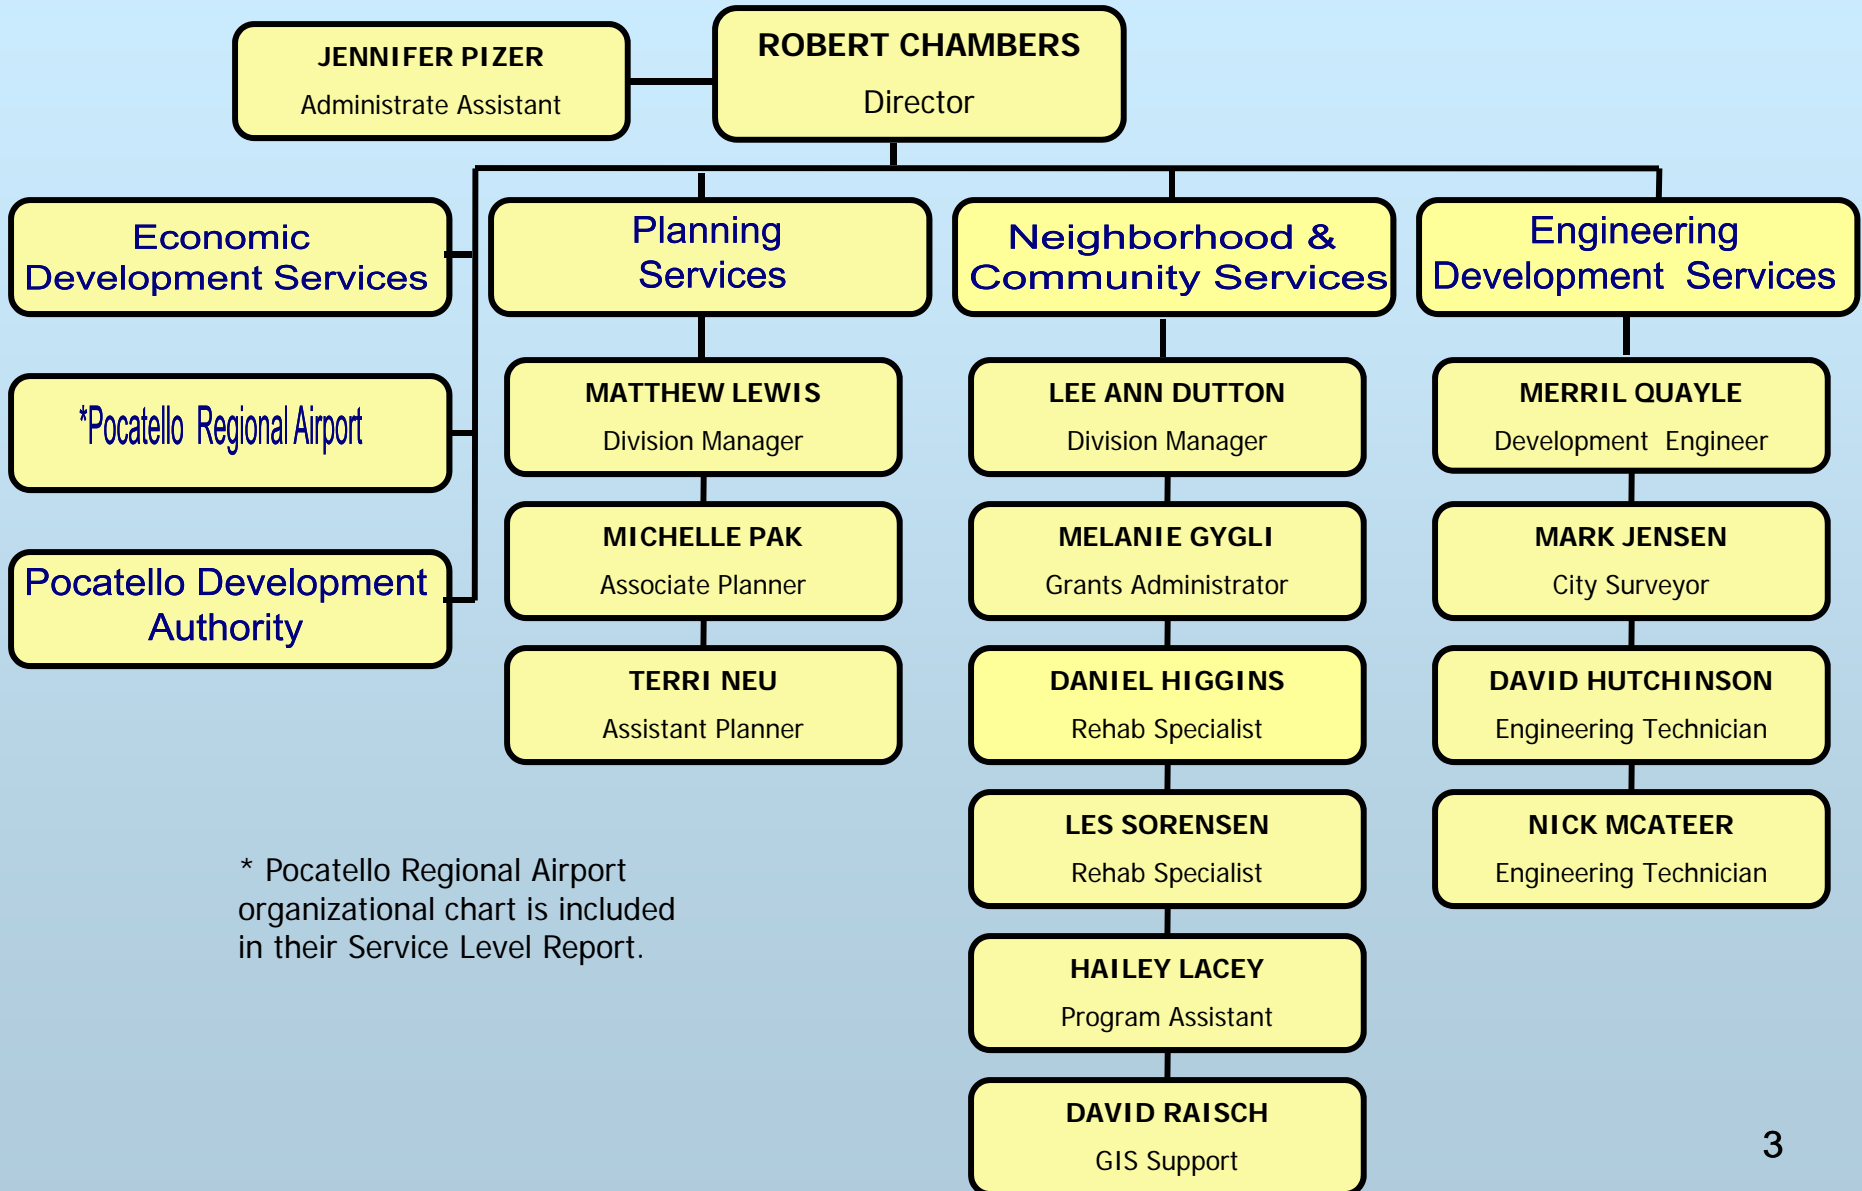 JENNIFER PIZER
Administrate Assistant
ROBERT CHAMBERS
Director
Economic
Development Services
*Pocatello Regional Airport
Pocatello Development
Authority
Planning
Services
MATTHEW LEWIS
Division Manager
MICHELLE PAK
Associate Planner
TERRI NEU
Assistant Planner
Neighborhood &
Community Services
LEE ANN DUTTON
Division Manager
MELANIE GYGLI
Grants Administrator
DANIEL HIGGINS
Rehab Specialist
LES SORENSEN
Rehab Specialist
HAILEY LACEY
Program Assistant
DAVID RAISCH
GIS Support
Engineering
Development Services
MERRIL QUAYLE
Development Engineer
MARK JENSEN
City Surveyor
DAVID HUTCHINSON
Engineering Technician
NICK MCATEER
Engineering Technician
* Pocatello Regional Airport
organizational chart is included
in their Service Level Report.
3